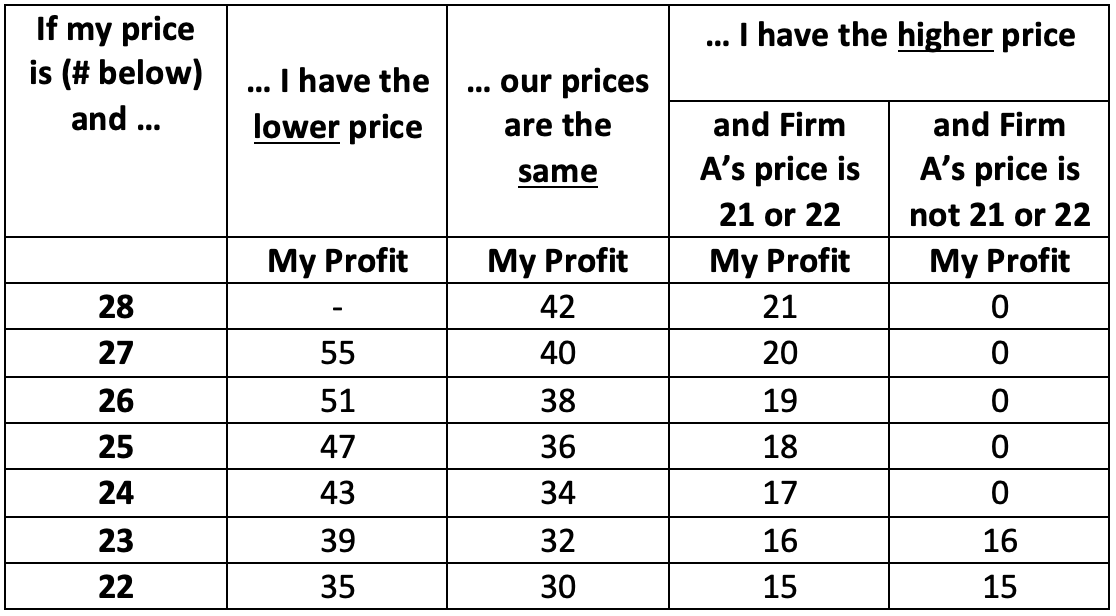 If my price
is (# below)
and ...
... I have the
lower price
... our prices
are the
same
... I have the higher price
and Firm
A’s price is
21 or 22
and Firm
A’s price is
not 21 or 22
My Profit My Profit My Profit My Profit
28 - 42 21 0
27 55 40 20 0
26 51 38 19 0
25 47 36 18 0
24 43 34 17 0
23 39 32 16 16
22 35 30 15 15